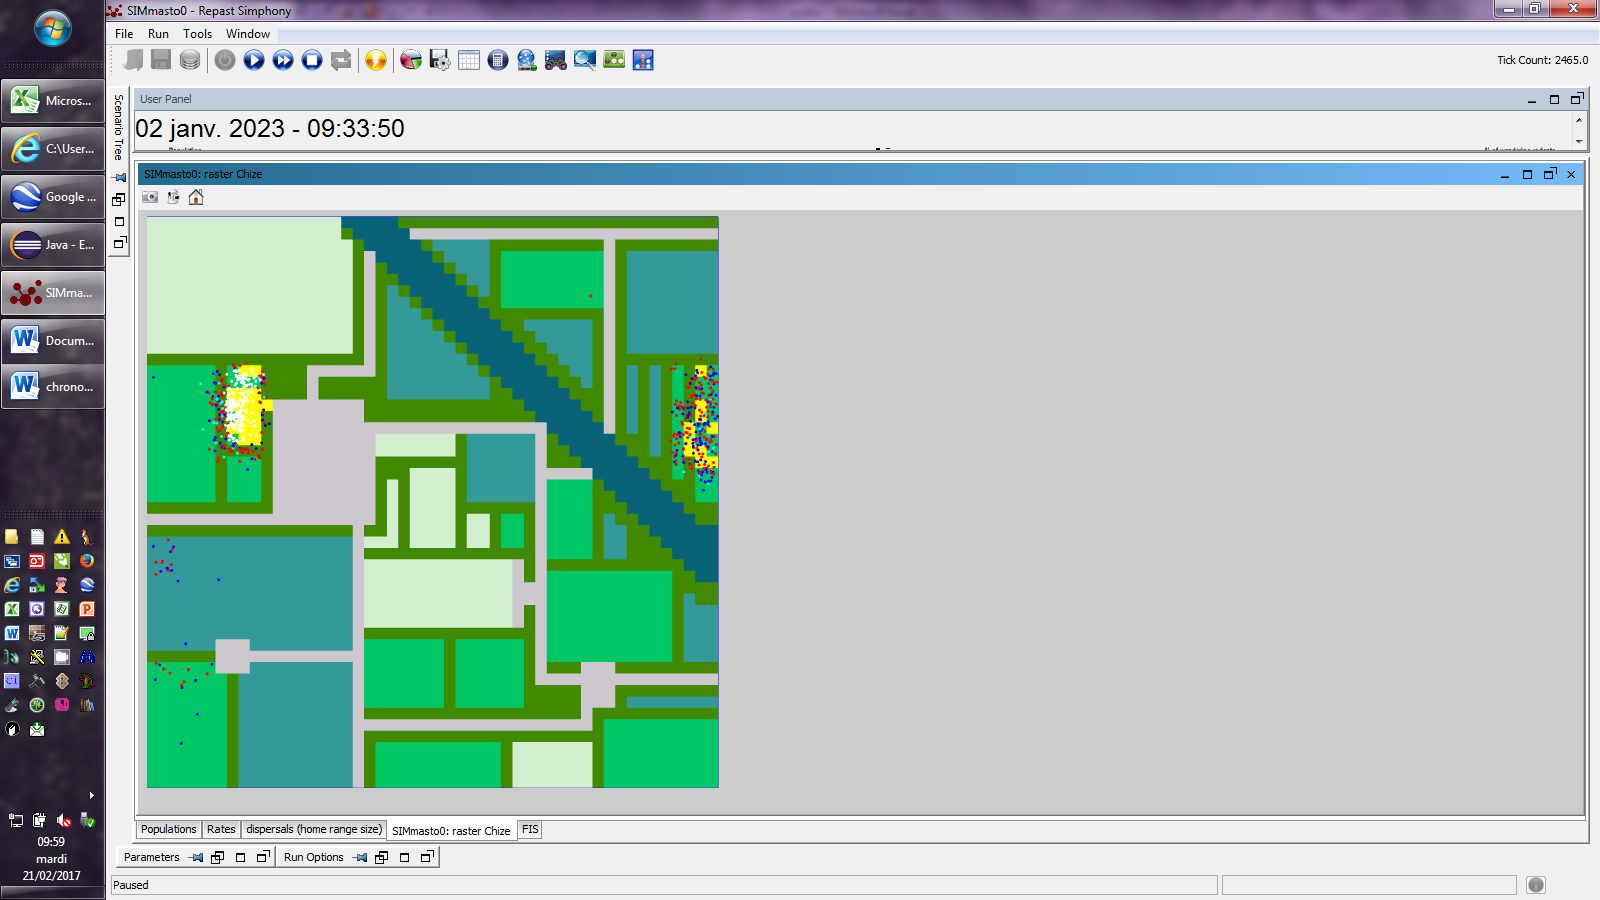 SIMmasto0 - Repast Simphony
File Run Tools Window
Tick Count: 2465.0
Micros...
C:\User...
Google ...
Java - E...
SIMma...
Docum...
chrono...
Scenario Tree
User Panel
02 janv. 2023 - 09:33:50
SIMmasto0: raster Chize
Populations
Rates
dispersals (home range size)
SIMmasto0: raster Chize
FIS
Parameters
Run Options
Paused
09:59
mardi
21/02/2017